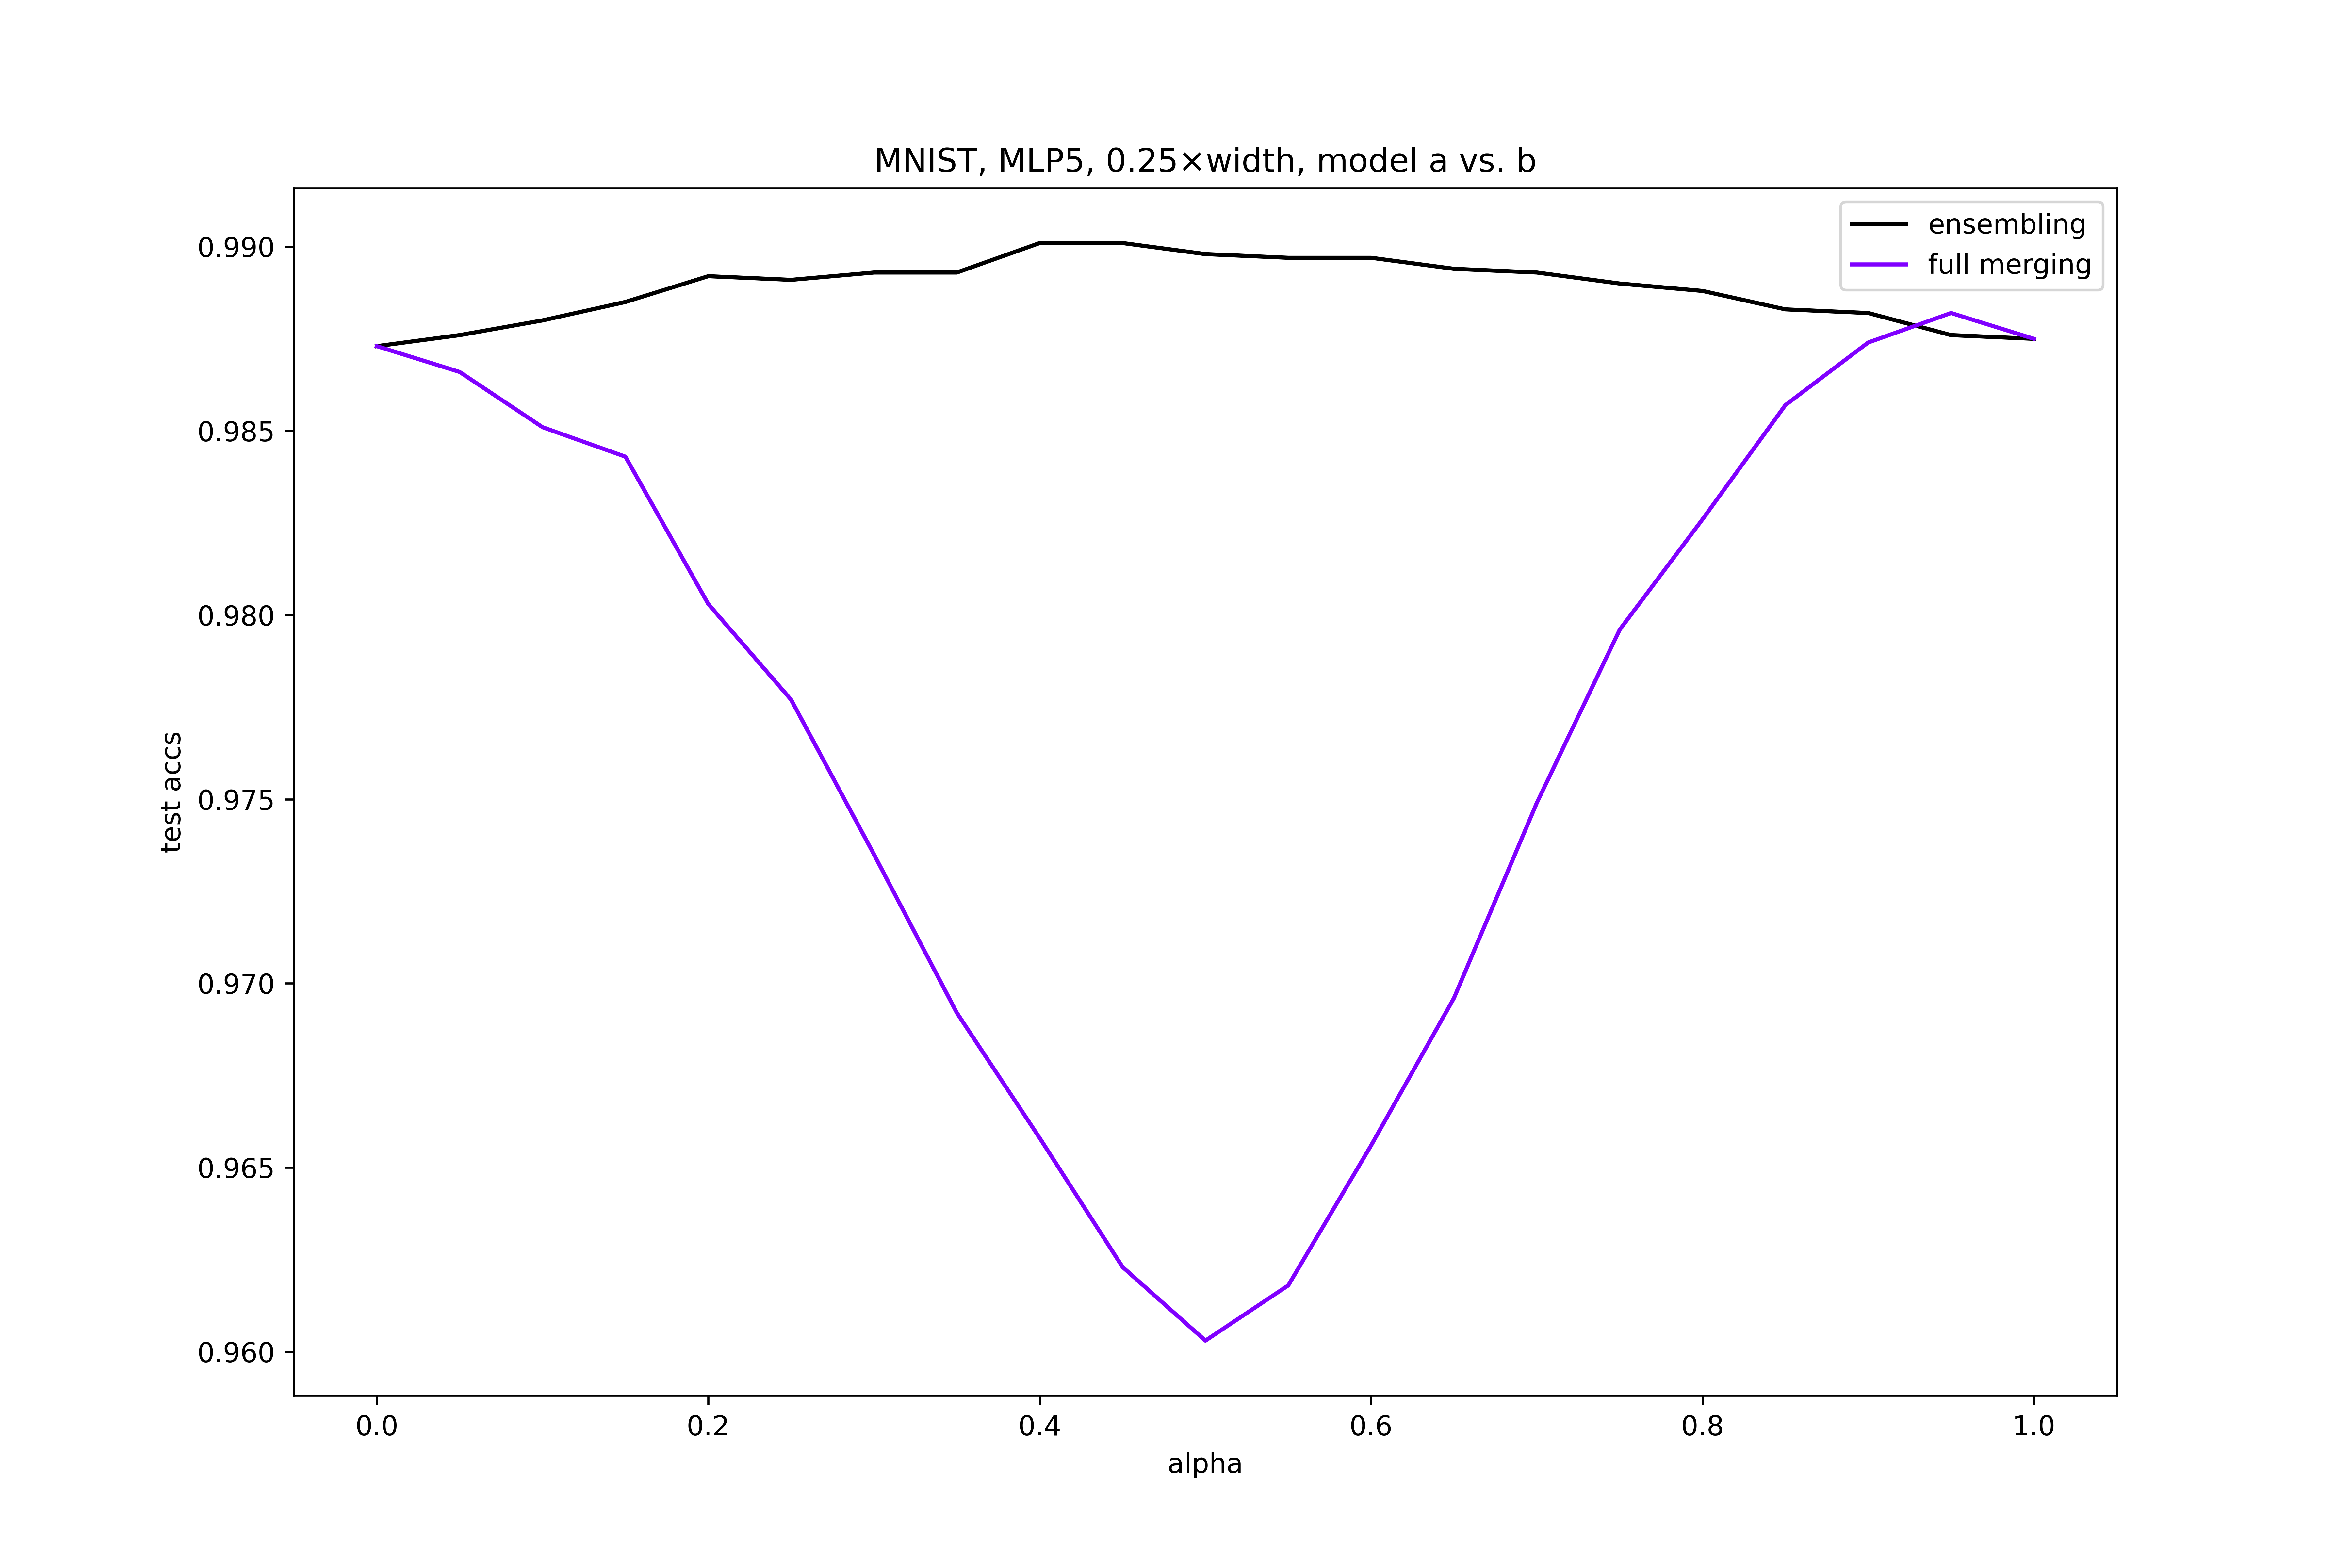 MNIST, MLP5, 0.25×width, model a vs. b
ensembling
full merging
0.990
0.985
0.980
0.975
0.970
0.965
0.960
test accs
0.0 0.2 0.4 0.6 0.8 1.0
alpha